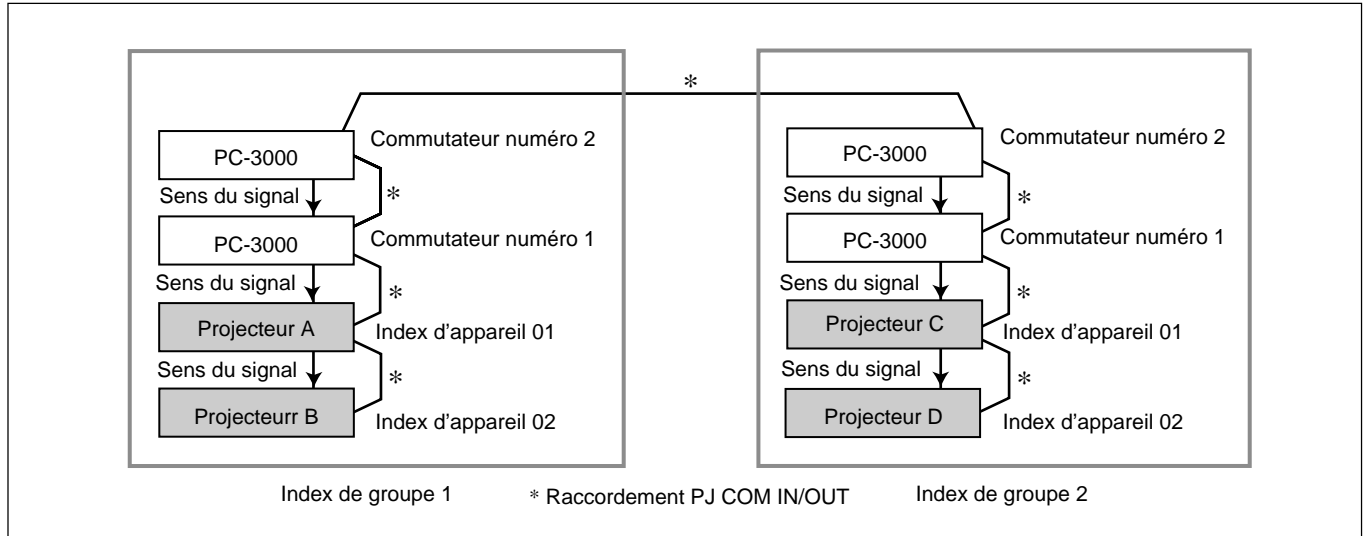 *
PC-3000
Commutateur numéro 2
Sens du signal
*
PC-3000
Commutateur numéro 1
Sens du signal
*
Projecteur A
Index d'appareil 01
Sens du signal
*
Projecteurr B
Index d'appareil 02
Index de groupe 1
PC-3000
Commutateur numéro 2
Sens du signal
*
PC-3000
Commutateur numéro 1
Sens du signal
*
Projecteur C
Index d'appareil 01
Sens du signal
*
Projecteur D
Index d'appareil 02
* Raccordement PJ COM IN/OUT
Index de groupe 2